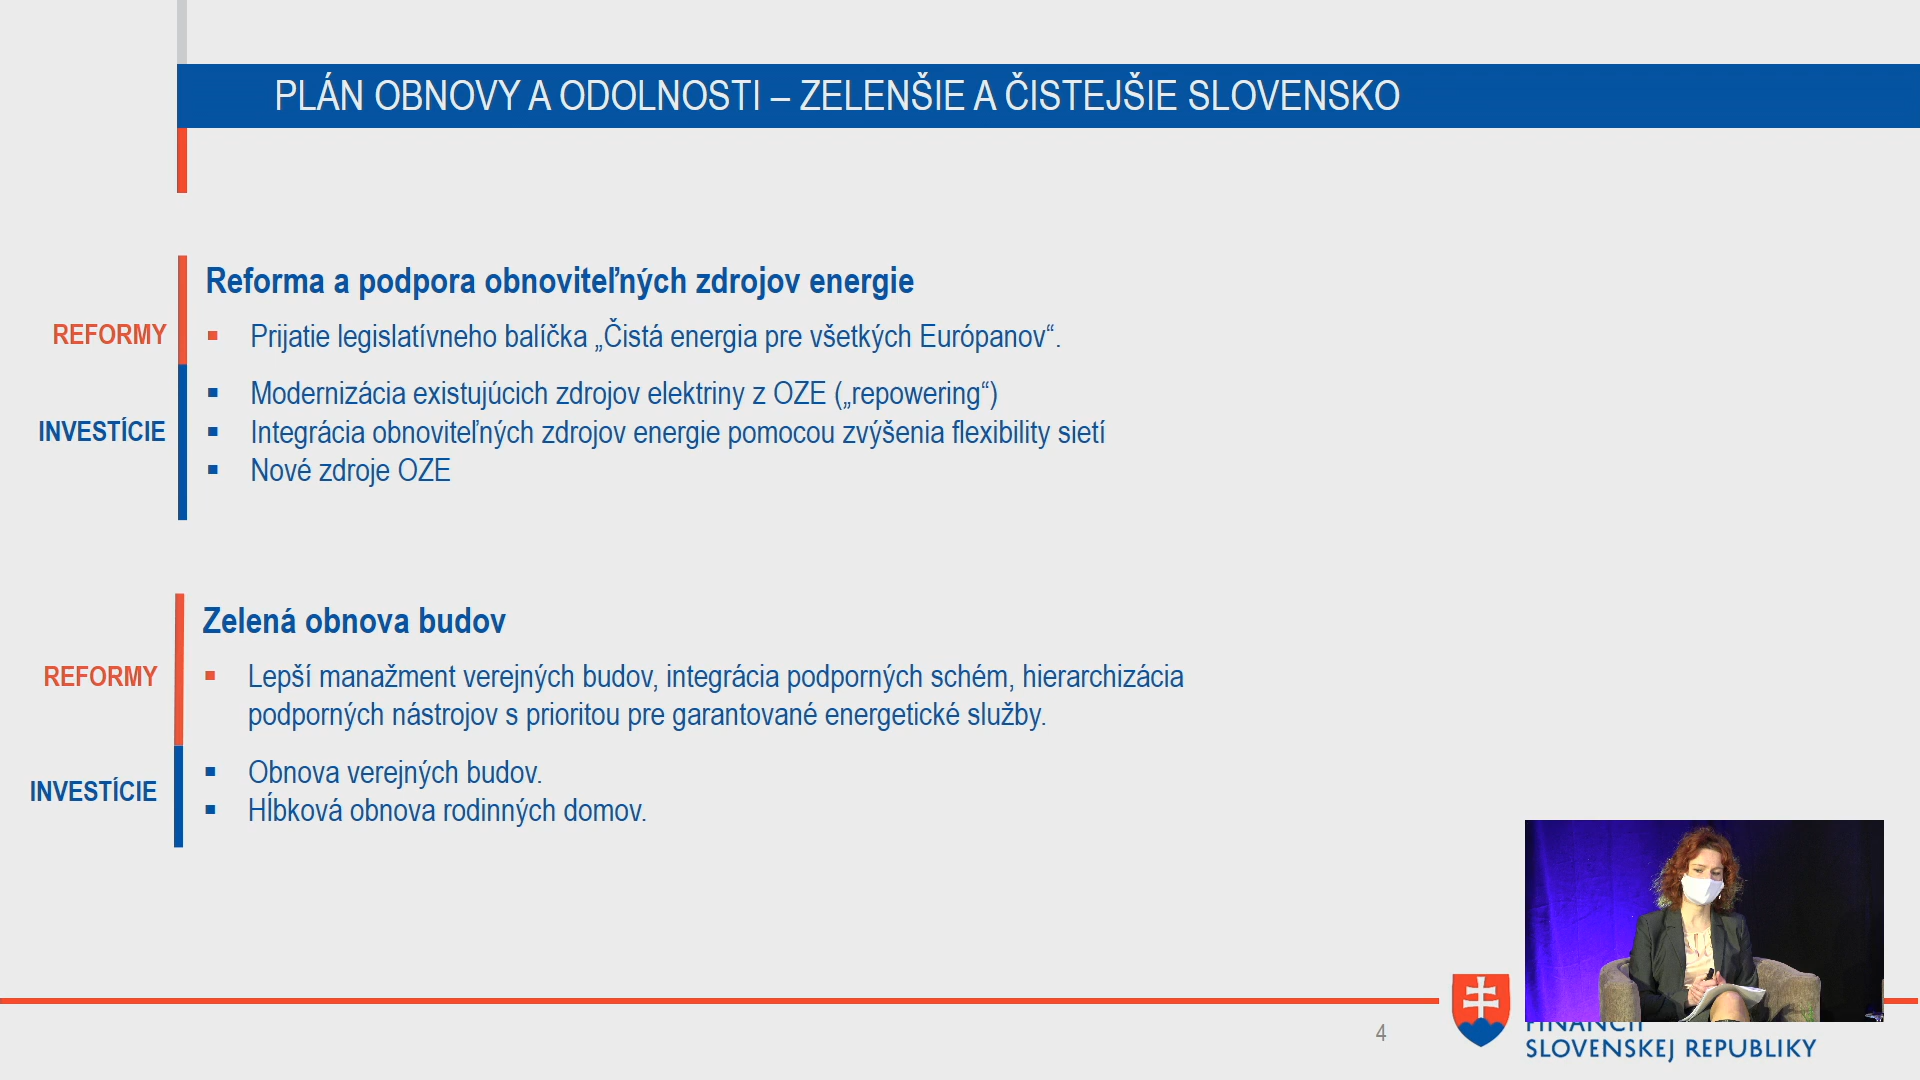 PLÁN OBNOVY A ODOLNOSTI – ZELENŠIE A ČISTEJŠIE SLOVENSKO
Reforma a podpora obnoviteľných zdrojov energie
REFORMY
▪ Prijatie legislatívneho balíčka „Čistá energia pre všetkých Európanov“.
INVESTÍCIE
▪ Modernizácia existujúcich zdrojov elektriny z OZE („repowering“)
▪ Integrácia obnoviteľných zdrojov energie pomocou zvýšenia flexibility sietí
▪ Nové zdroje OZE
Zelená obnova budov
REFORMY
▪ Lepší manažment verejných budov, integrácia podporných schém, hierarchizácia
podporných nástrojov s prioritou pre garantované energetické služby.
INVESTÍCIE
▪ Obnova verejných budov.
▪ Hĺbková obnova rodinných domov.
4
FINANCIÍ
SLOVENSKEJ REPUBLIKY